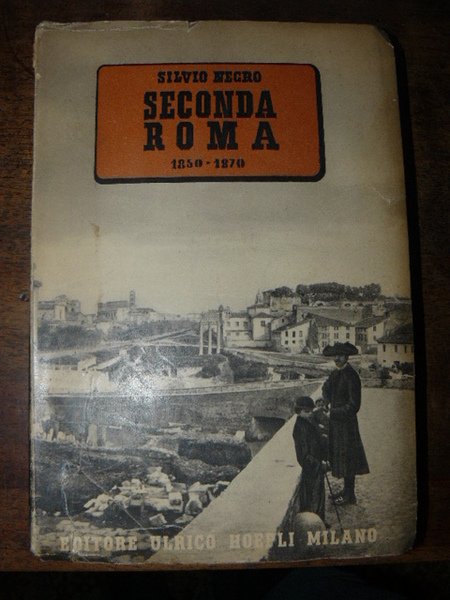 SILVIO NEGRO
SECONDA
ROMA
1850-1870
EDITORE ULRICO HOEPLI MILANO